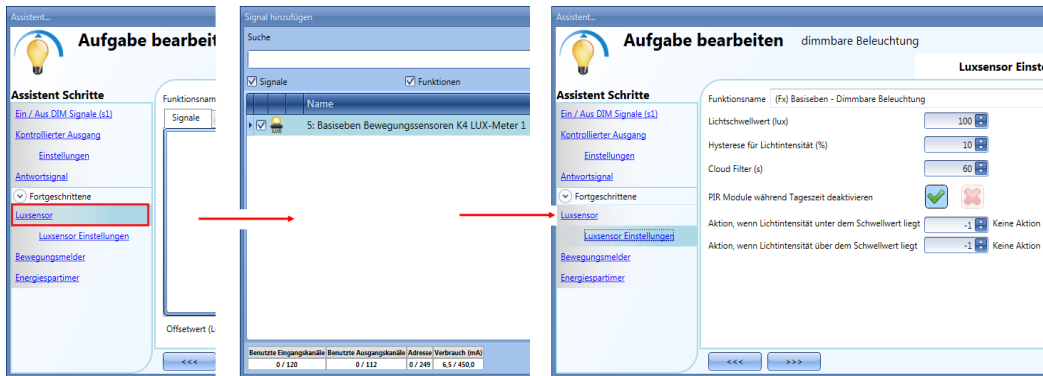 Assistent...
Aufgabe bearbeit
Assistent Schritte
Ein / Aus DIM Signale (s1)
Kontrollierter Ausgang
Einstellungen
Antwortsignal
Fortgeschrittene
Luxsensor
Luxsensor Einstellungen
Bewegungsmelder
Energiespartimer
Funktionsnam
Signale
Offsetwert (L
<<<
Signal hinzufügen
Suche
Signale
Funktionen
Name
5: Basiseben Bewegungssensoren K4 LUX-Meter 1
Benutzte Eingangskanäle Benutzte Ausgangskanäle Adresse Verbrauch (mA)
0 / 120 0 / 112 0 / 249 6,5 / 450,0
Assistent...
Aufgabe bearbeiten dimmbare Beleuchtung
Luxsensor Einste
Assistent Schritte
Ein / Aus DIM Signale (s1)
Kontrollierter Ausgang
Einstellungen
Antwortsignal
Fortgeschrittene
Luxsensor
Luxsensor Einstellungen
Bewegungsmelder
Energiespartimer
Funktionsname (Fx) Basiseben - Dimmbare Beleuchtung
Lichtschwellwert (lux) 100
Hysterese für Lichtintensität (%) 10
Cloud Filter (s) 60
PIR Module während Tageszeit deaktivieren
Aktion, wenn Lichtintensität unter dem Schwellwert liegt -1 Keine Aktion
Aktion, wenn Lichtintensität über dem Schwellwert liegt -1 Keine Aktion
<<< >>>